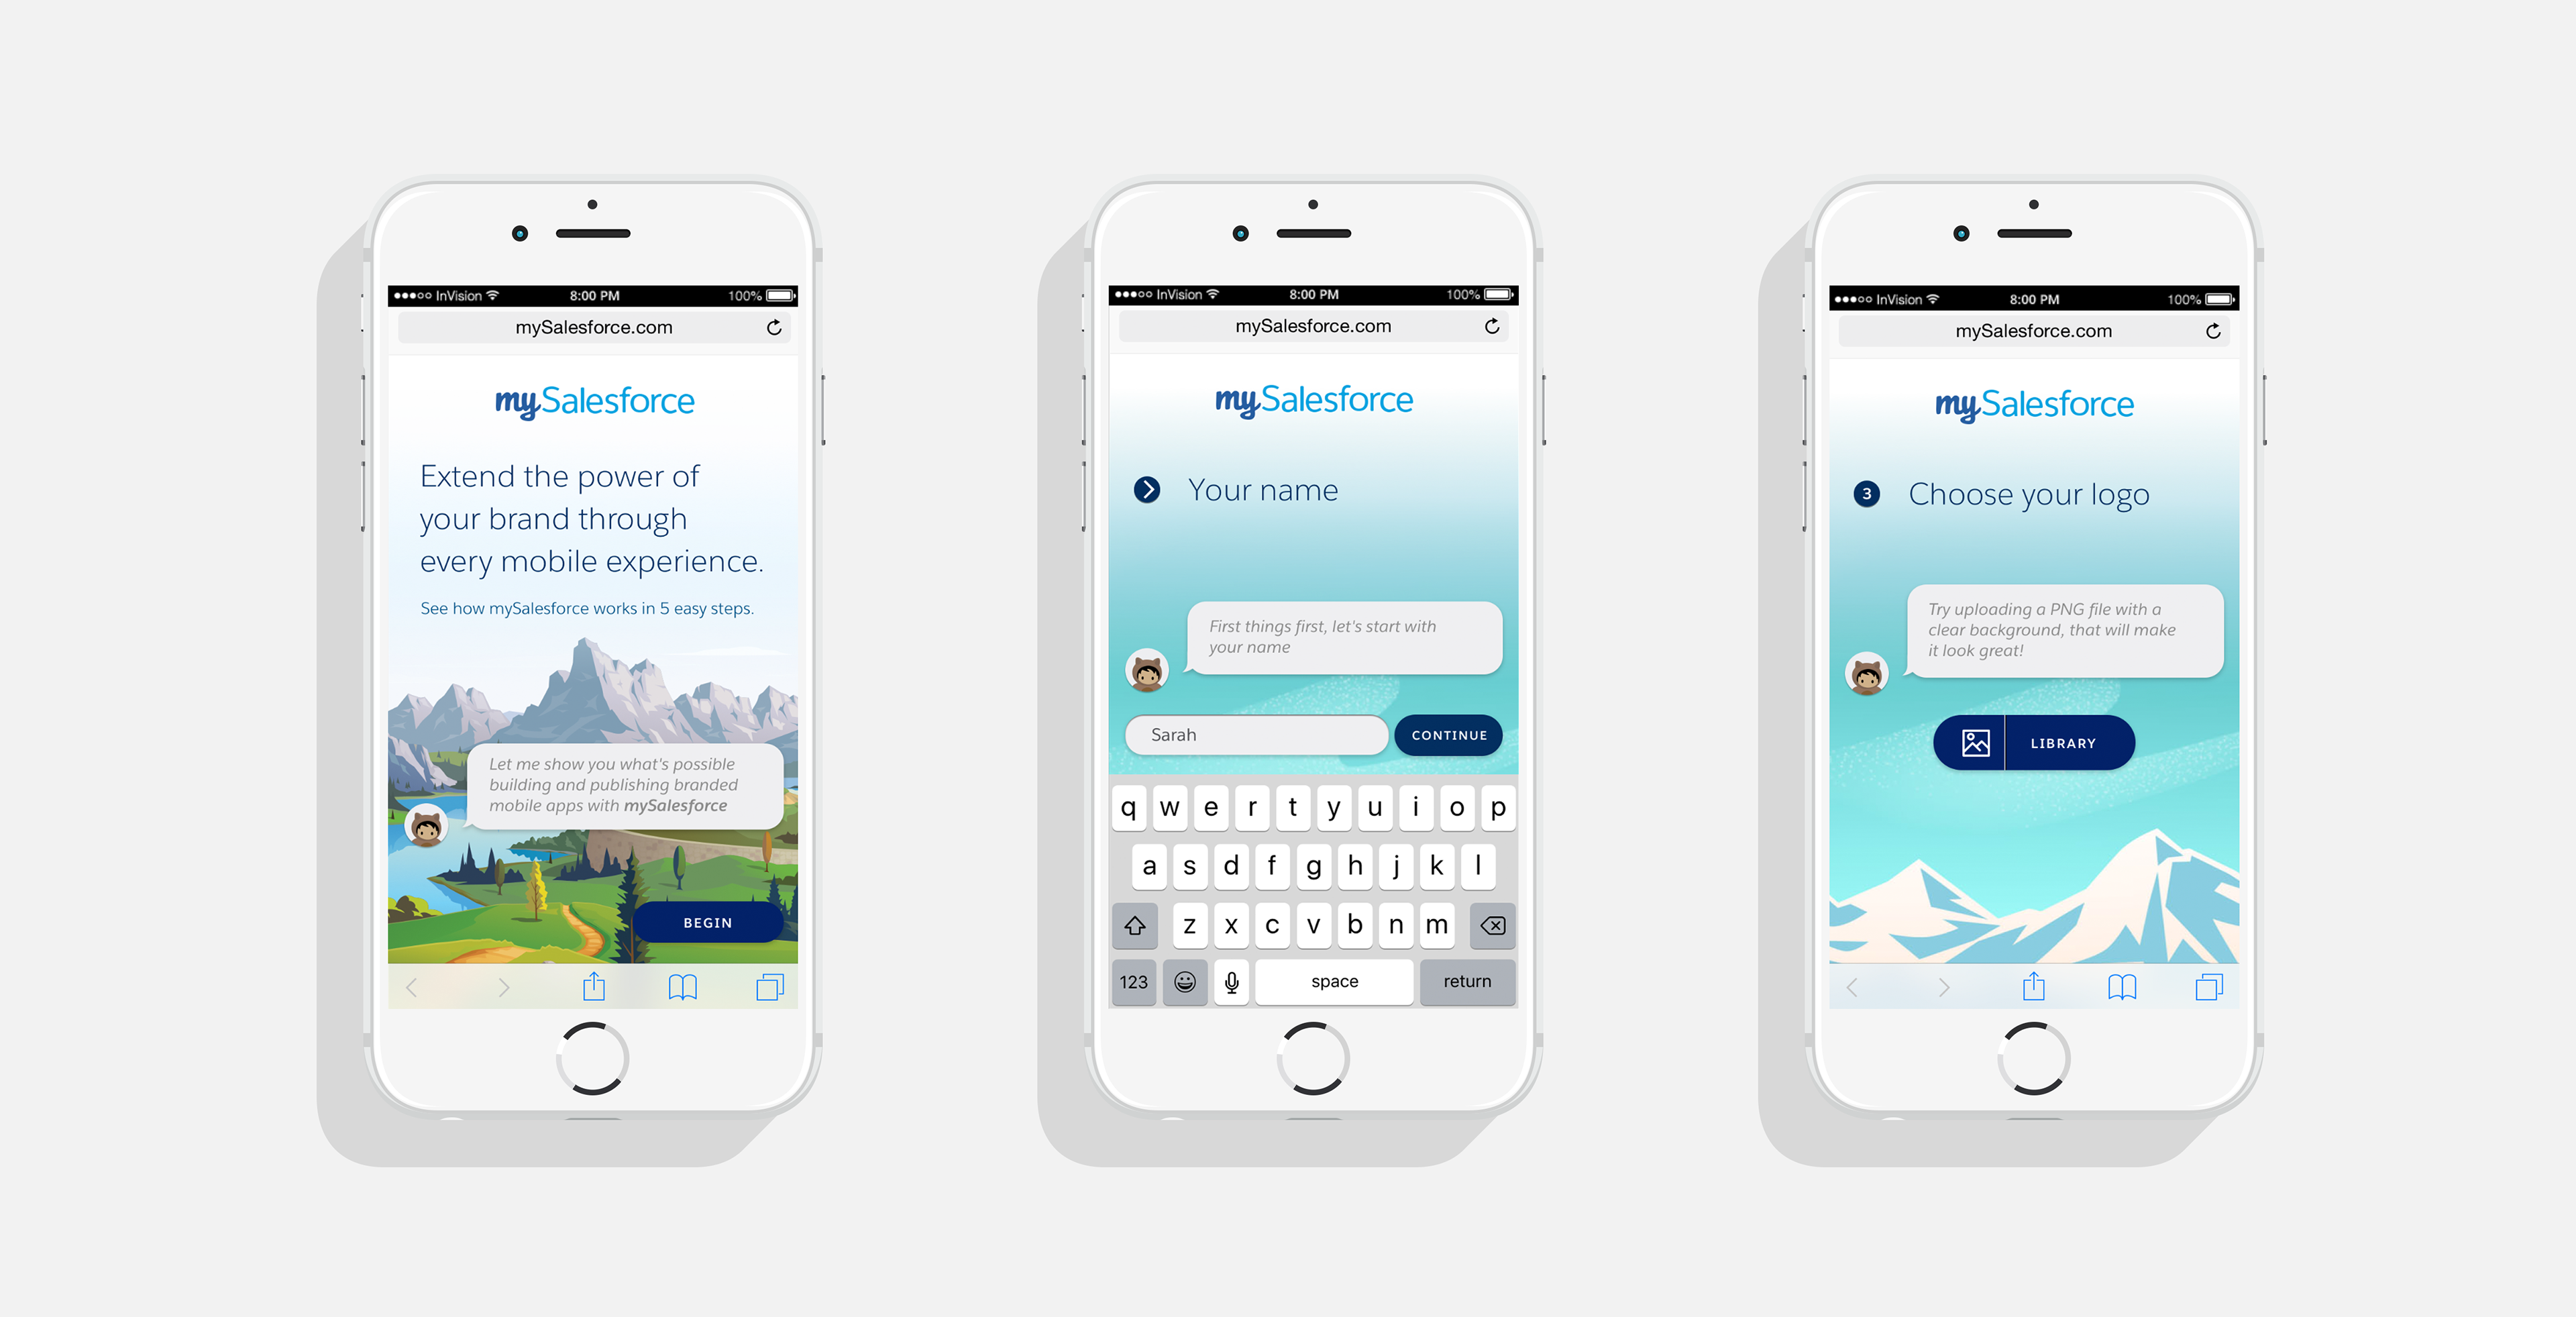 InVision 8:00 PM 100%
mySalesforce.com
mySalesforce
Extend the power of
your brand through
every mobile experience.
See how mySalesforce works in 5 easy steps.
Let me show you what's possible
building and publishing branded
mobile apps with mySalesforce
BEGIN
InVision 8:00 PM 100%
mySalesforce.com
mySalesforce
Your name
First things first, let's start with
your name
Sarah CONTINUE
q w e r t y u i o p
a s d f g h j k l
z x c v b n m
123 space return
InVision 8:00 PM 100%
mySalesforce.com
mySalesforce
3 Choose your logo
Try uploading a PNG file with a
clear background, that will make
it look great!
LIBRARY